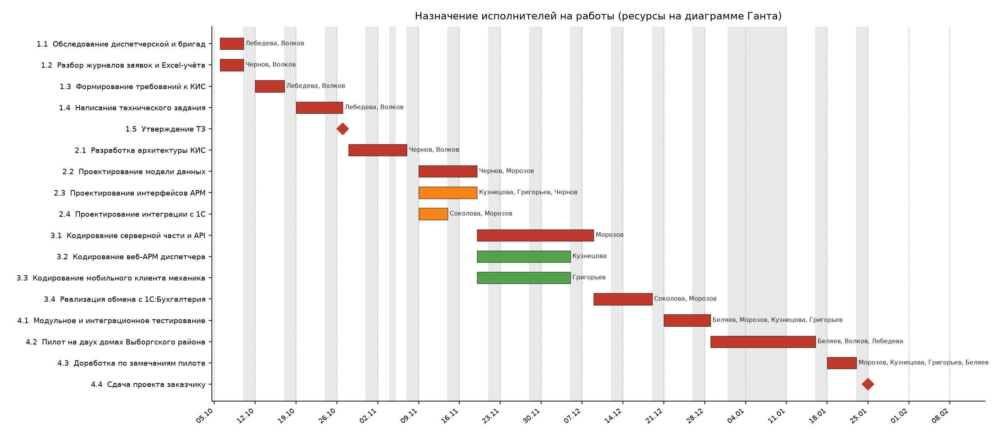 Назначение исполнителей на работы (ресурсы на диаграмме Ганта)
1.1 Обследование диспетчерской и бригад Лебедева, Волков
1.2 Разбор журналов заявок и Excel-учёта Чернов, Волков
1.3 Формирование требований к КИС Лебедева, Волков
1.4 Написание технического задания Лебедева, Волков
1.5 Утверждение ТЗ
2.1 Разработка архитектуры КИС Чернов, Волков
2.2 Проектирование модели данных Чернов, Морозов
2.3 Проектирование интерфейсов АРМ Кузнецова, Григорьев, Чернов
2.4 Проектирование интеграции с 1С Соколова, Морозов
3.1 Кодирование серверной части и API Морозов
3.2 Кодирование веб-АРМ диспетчера Кузнецова
3.3 Кодирование мобильного клиента механика Григорьев
3.4 Реализация обмена с 1С:Бухгалтерия Соколова, Морозов
4.1 Модульное и интеграционное тестирование Беляев, Морозов, Кузнецова, Григорьев
4.2 Пилот на двух домах Выборгского района Беляев, Волков, Лебедева
4.3 Доработка по замечаниям пилота Морозов, Кузнецова, Григорьев, Беляев
4.4 Сдача проекта заказчику
05.10 12.10 19.10 26.10 02.11 09.11 16.11 23.11 30.11 07.12 14.12 21.12 28.12 04.01 11.01 18.01 25.01 01.02 08.02